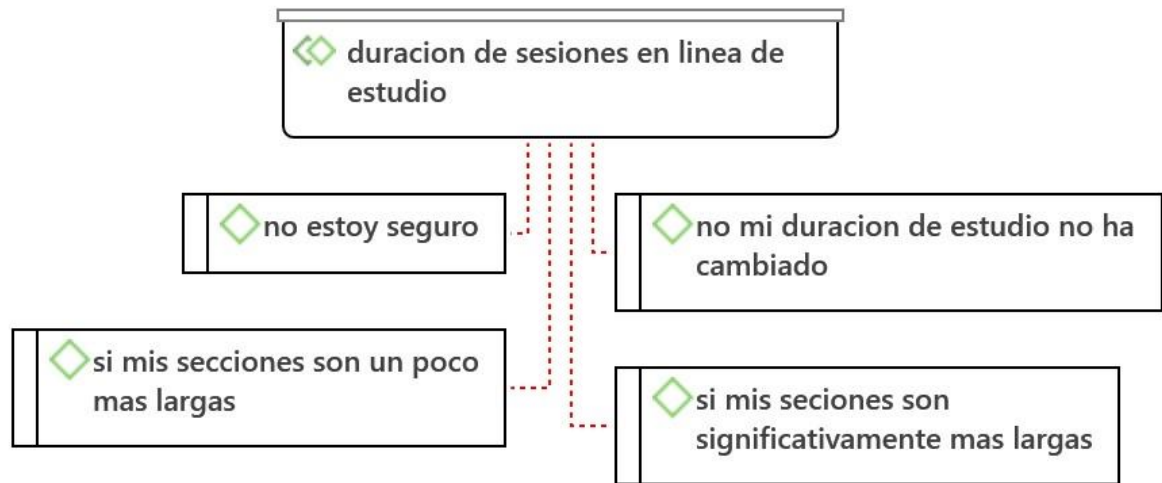 duracion de sesiones en linea de
estudio
no estoy seguro
no mi duracion de estudio no ha
cambiado
si mis secciones son un poco
mas largas
si mis seciones son
significativamente mas largas